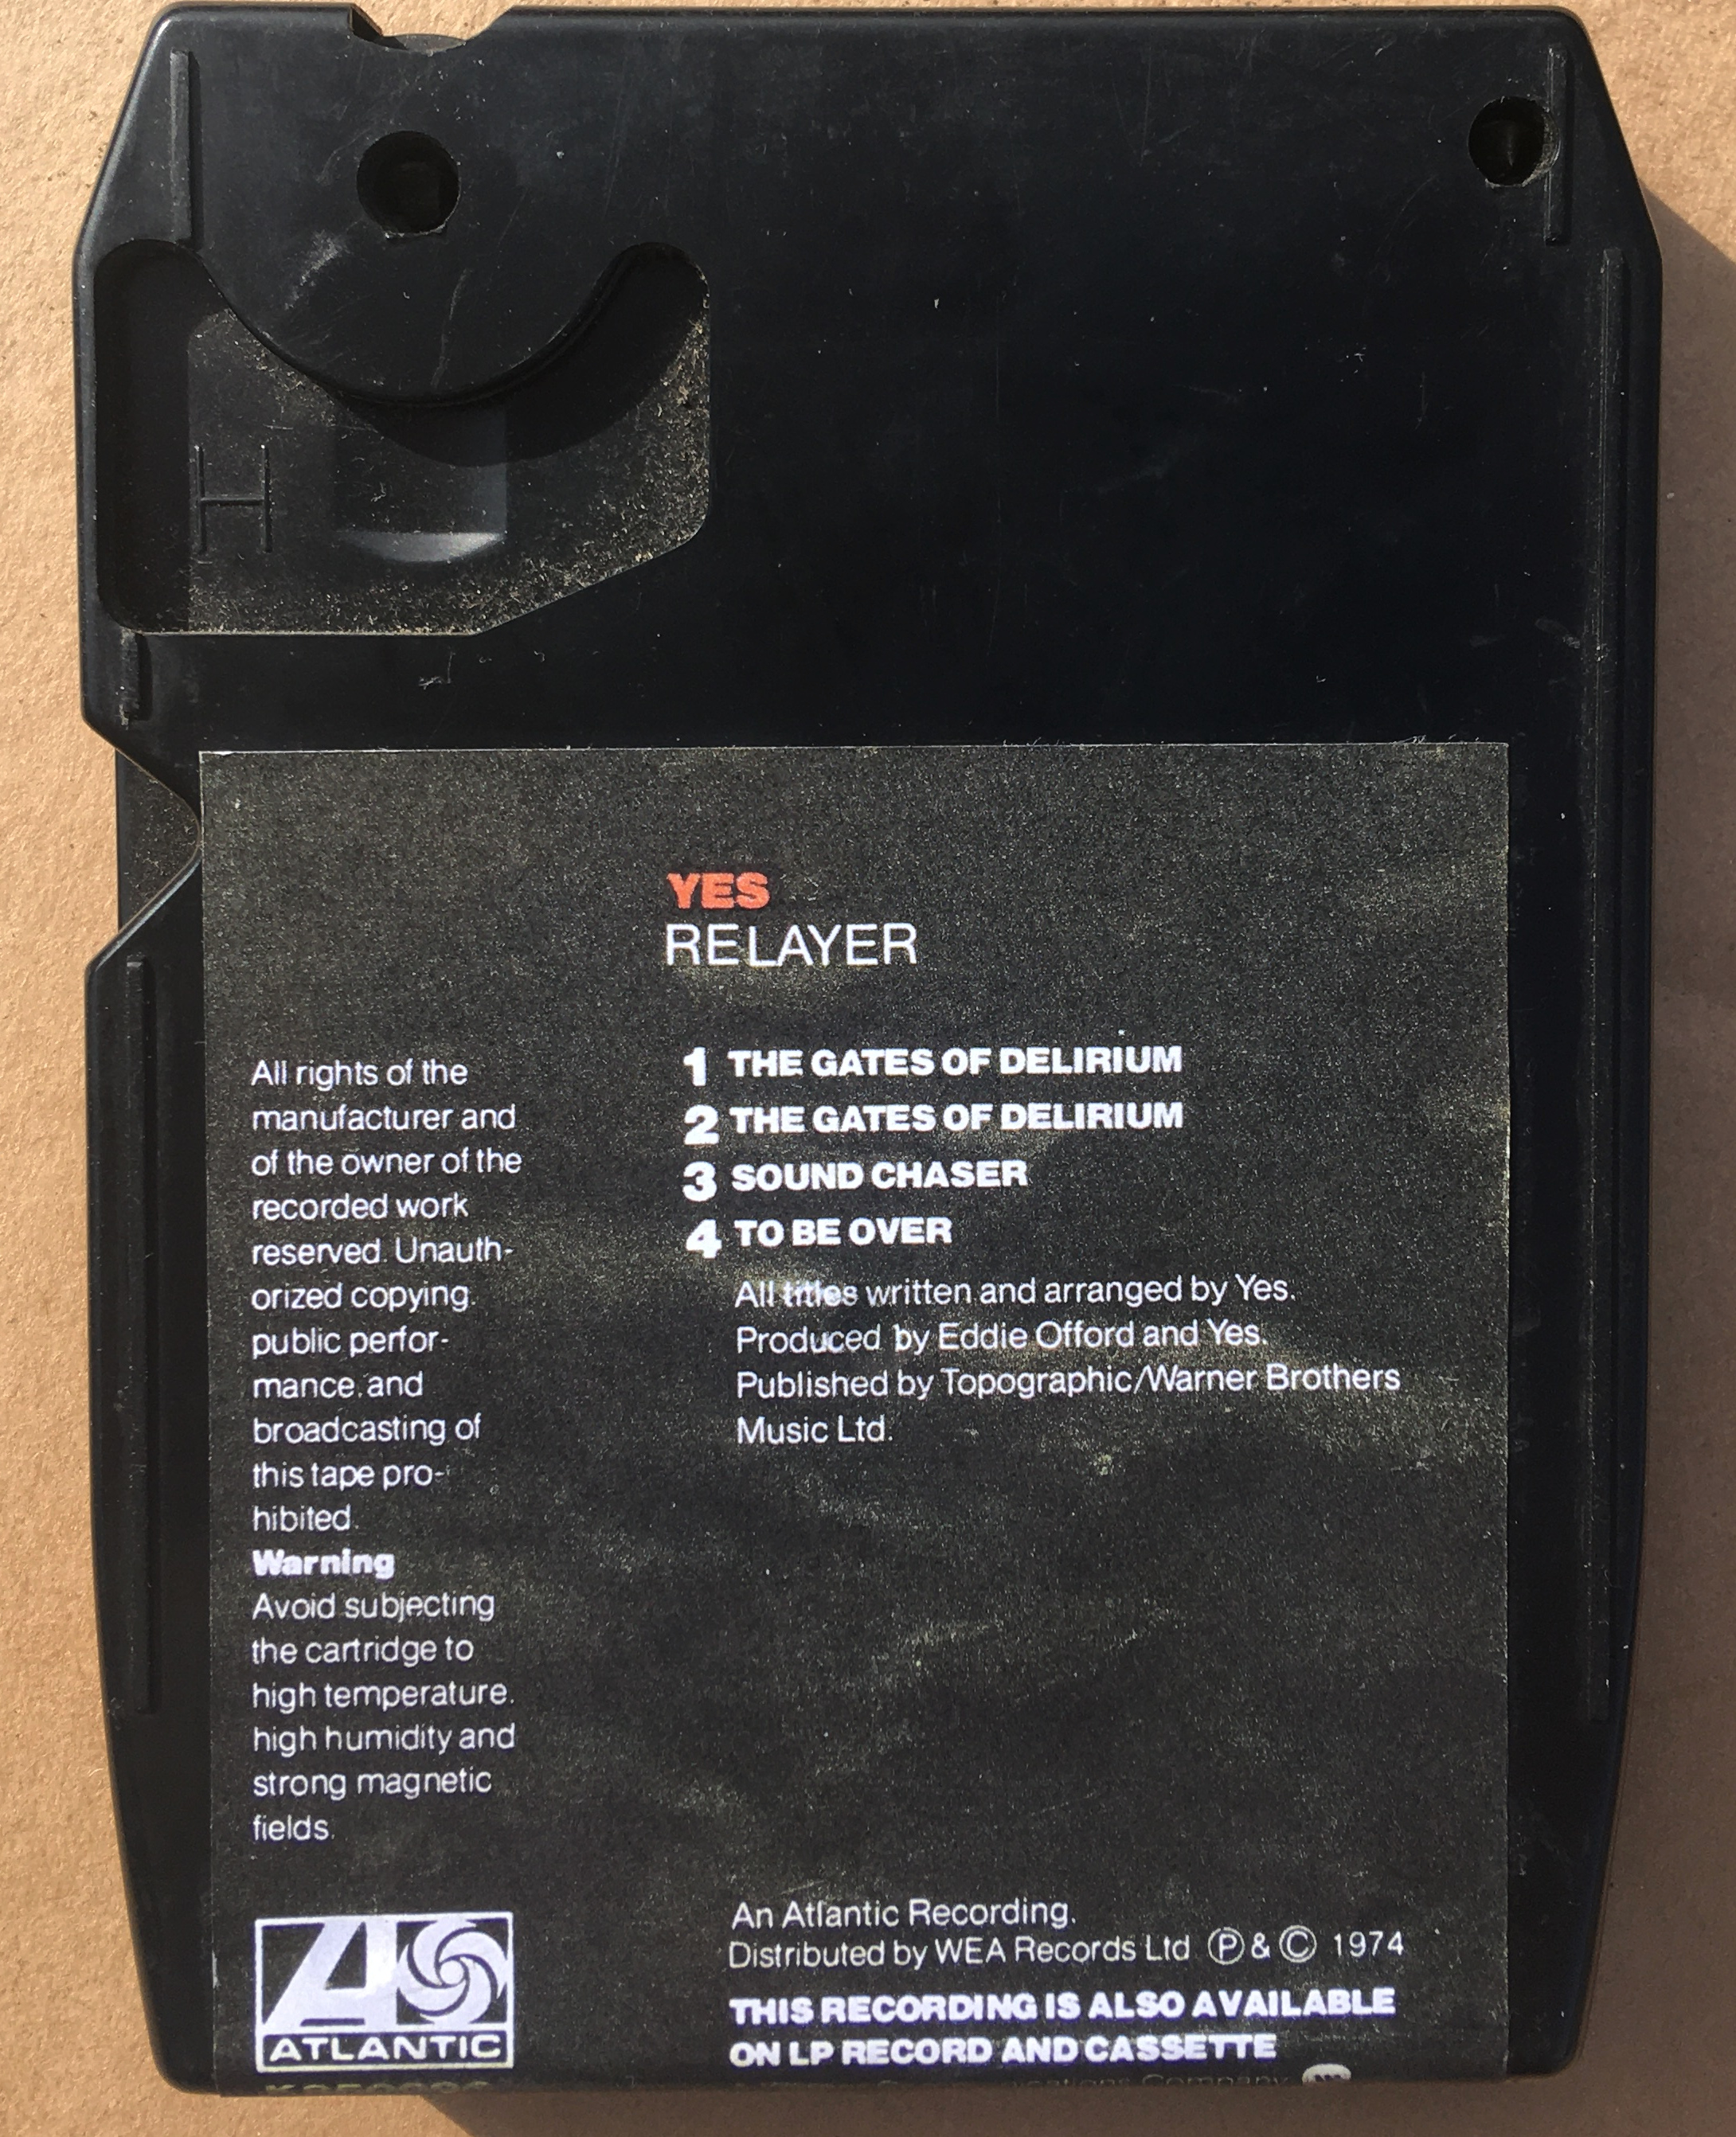 H
YES
RELAYER
1 THE GATES OF DELIRIUM
2 THE GATES OF DELIRIUM
3 SOUND CHASER
4 TO BE OVER
All titles written and arranged by Yes.
Produced by Eddie Offord and Yes.
Published by Topographic/Warner Brothers
Music Ltd.
All rights of the
manufacturer and
of the owner of the
recorded work
reserved. Unauth-
orized copying.
public perfor-
mance. and
broadcasting of
this tape pro-
hibited.
Warning
Avoid subjecting
the cartridge to
high temperature.
high humidity and
strong magnetic
fields.
ATLANTIC
An Atlantic Recording.
Distributed by WEA Records Ltd Ⓟ & © 1974
THIS RECORDING IS ALSO AVAILABLE
ON LP RECORD AND CASSETTE
Company